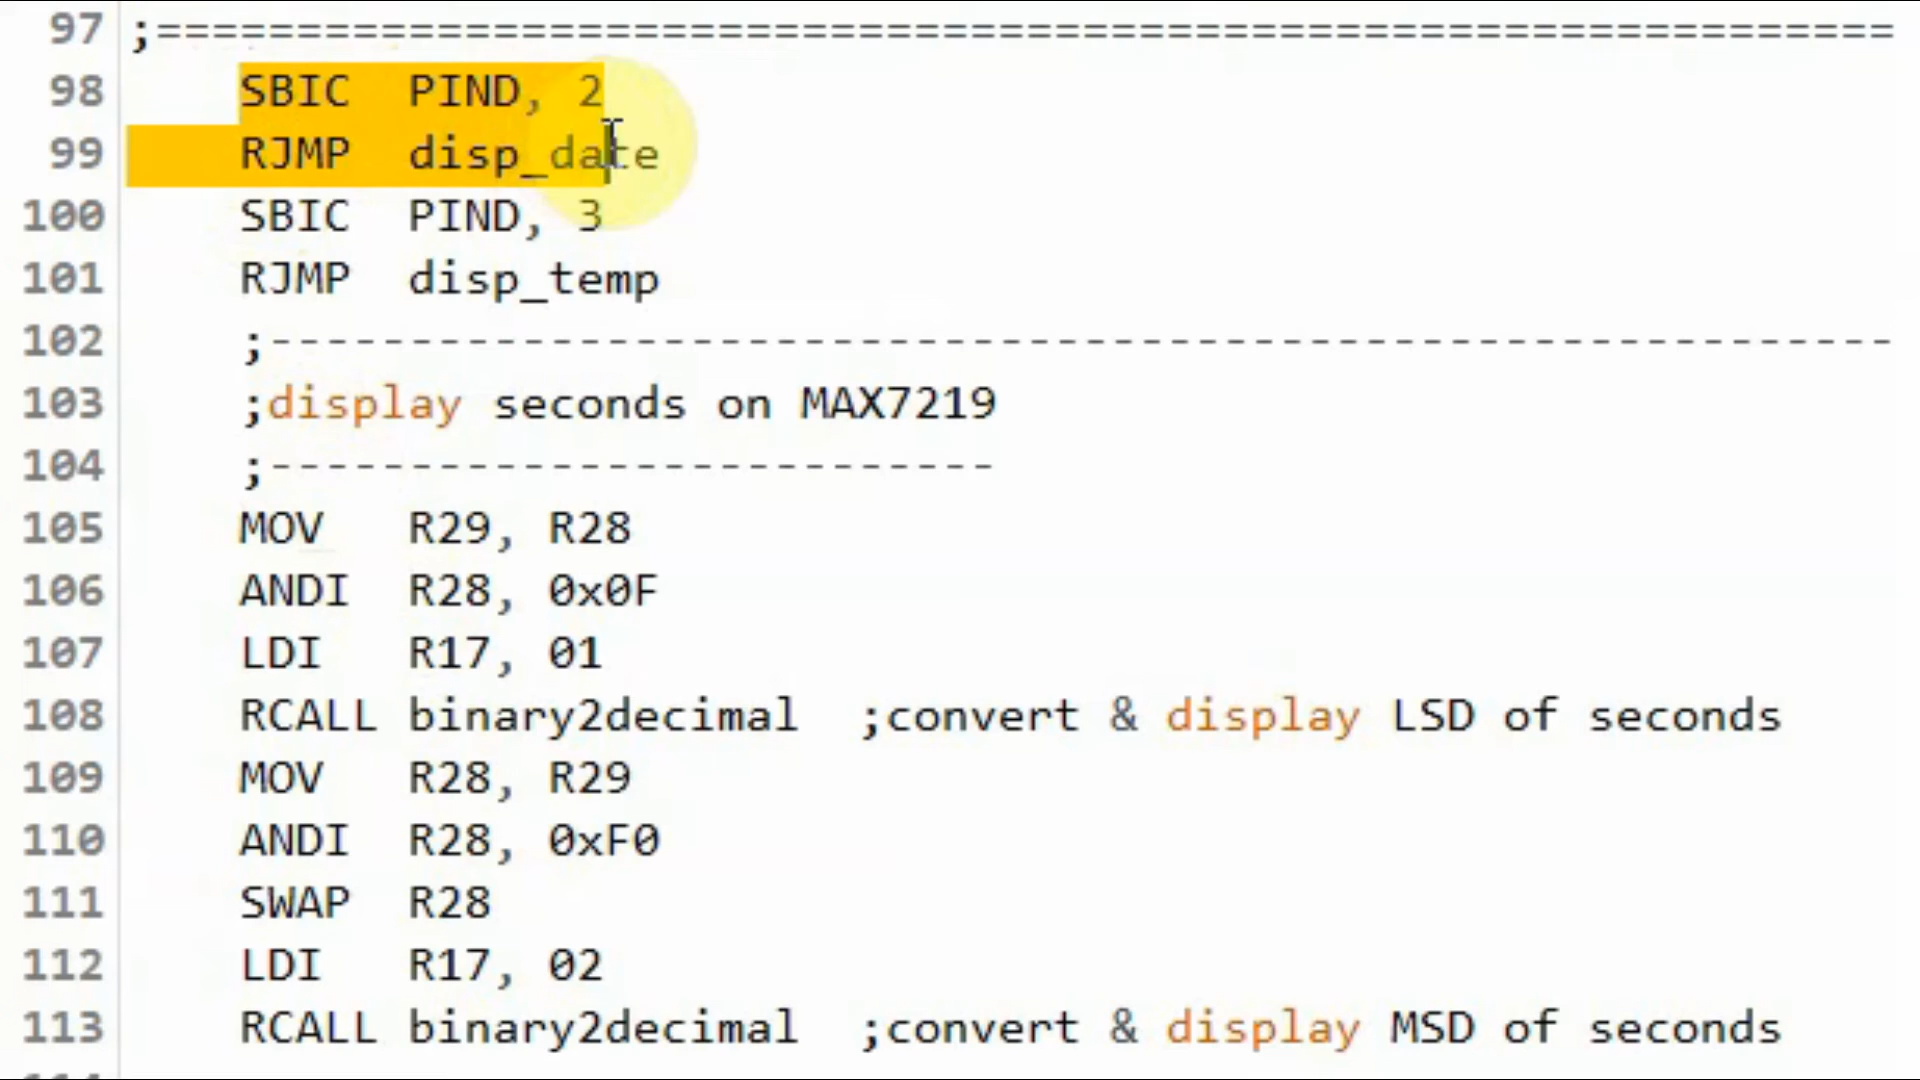 97 ;==============================================================
98 SBIC PIND, 2
99 RJMP disp_date
100 SBIC PIND, 3
101 RJMP disp_temp
102 ;----------------------------------------------------------
103 ;display seconds on MAX7219
104 ;--------------------------
105 MOV R29, R28
106 ANDI R28, 0x0F
107 LDI R17, 01
108 RCALL binary2decimal ;convert & display LSD of seconds
109 MOV R28, R29
110 ANDI R28, 0xF0
111 SWAP R28
112 LDI R17, 02
113 RCALL binary2decimal ;convert & display MSD of seconds